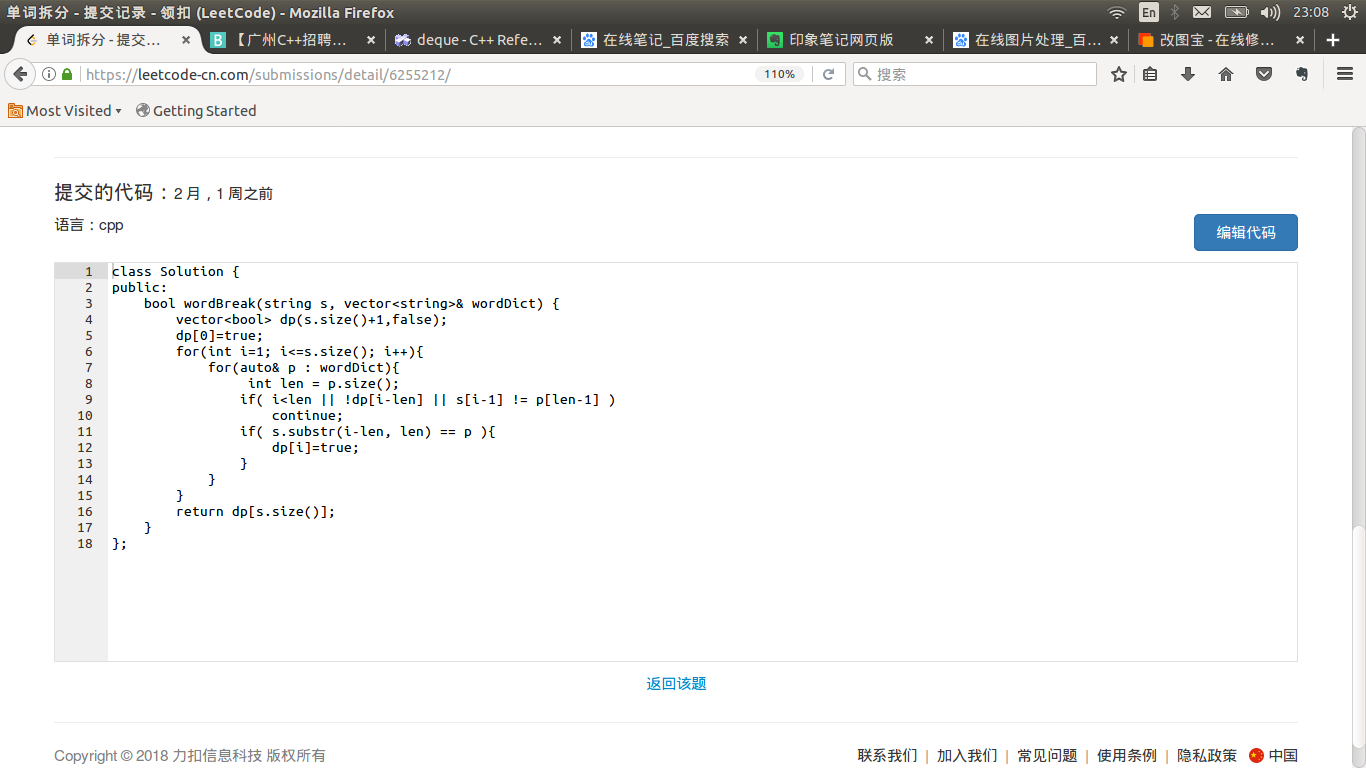 单词拆分 - 提交记录 - 领扣 (LeetCode) - Mozilla Firefox
En
23:08
单词拆分 - 提交…
B 【广州C++招聘…
deque - C++ Refe…
在线笔记_百度搜索
印象笔记网页版
在线图片处理_百…
改图宝 - 在线修…
https://leetcode-cn.com/submissions/detail/6255212/
110%
搜索
Most Visited
Getting Started
提交的代码：2 月，1 周之前
语言：cpp
编辑代码
1 class Solution {
2 public:
3     bool wordBreak(string s, vector<string>& wordDict) {
4         vector<bool> dp(s.size()+1,false);
5         dp[0]=true;
6         for(int i=1; i<=s.size(); i++){
7             for(auto& p : wordDict){
8                  int len = p.size();
9                 if( i<len || !dp[i-len] || s[i-1] != p[len-1] )
10                     continue;
11                 if( s.substr(i-len, len) == p ){
12                     dp[i]=true;
13                 }
14             }
15         }
16         return dp[s.size()];
17     }
18 };
返回该题
Copyright © 2018 力扣信息科技 版权所有
联系我们 | 加入我们 | 常见问题 | 使用条例 | 隐私政策 中国